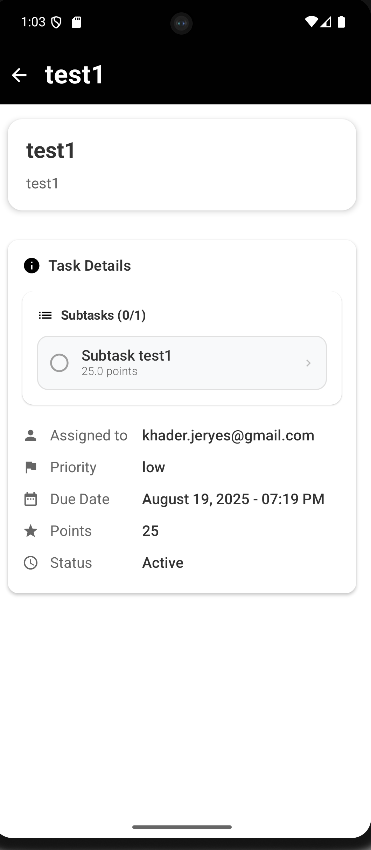 1:03
test1
test1
test1
Task Details
Subtasks (0/1)
Subtask test1
25.0 points
Assigned to khader.jeryes@gmail.com
Priority low
Due Date August 19, 2025 - 07:19 PM
Points 25
Status Active